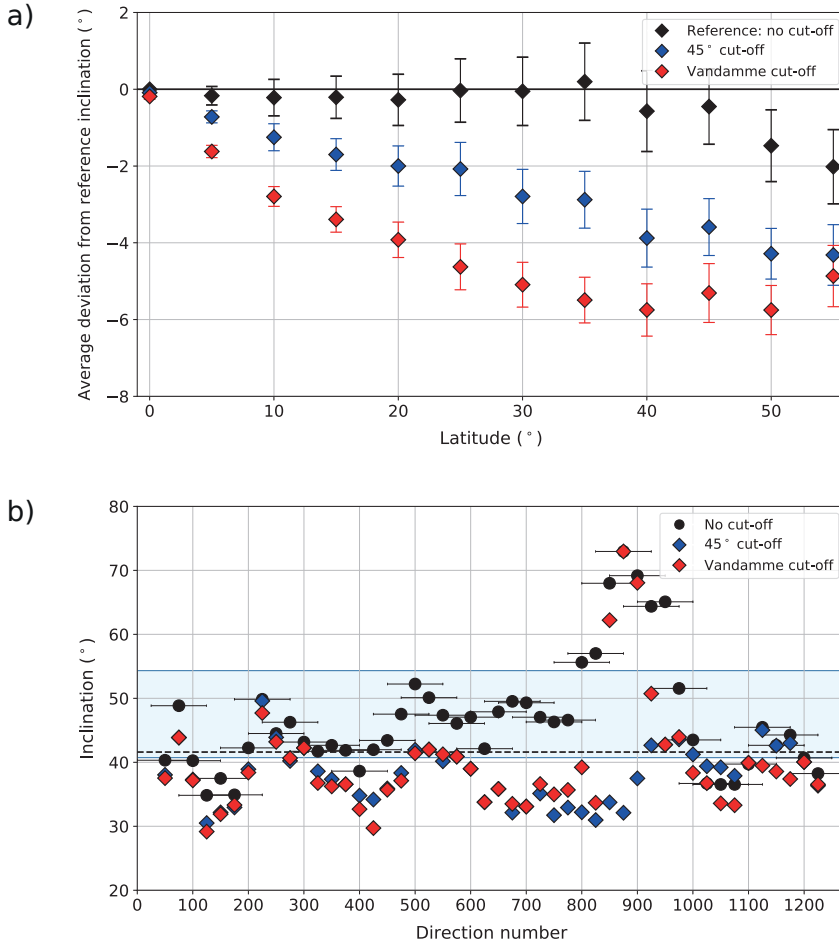 a)
Average deviation from reference inclination (°)
2
0
−2
−4
−6
−8
Reference: no cut-off
45° cut-off
Vandamme cut-off
0 10 20 30 40 50
Latitude (°)
b)
Inclination (°)
80
70
60
50
40
30
20
No cut-off
45° cut-off
Vandamme cut-off
0 100 200 300 400 500 600 700 800 900 1000 1100 1200
Direction number